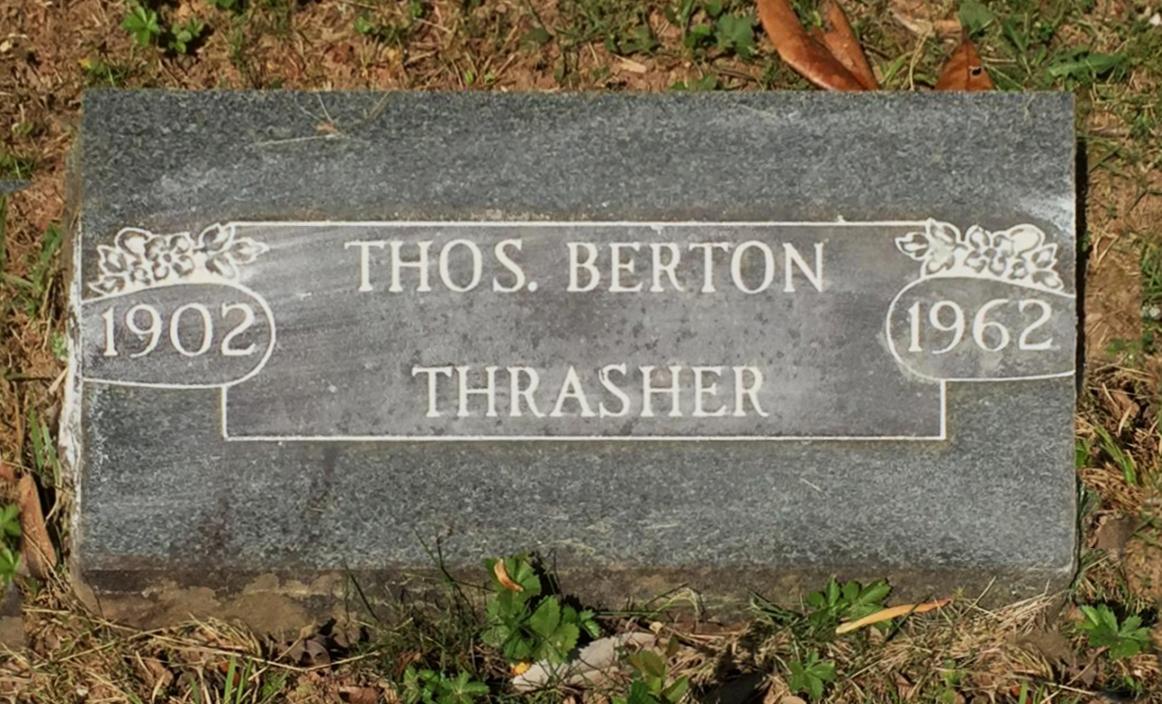 THOS. BERTON
1902
1962
THRASHER